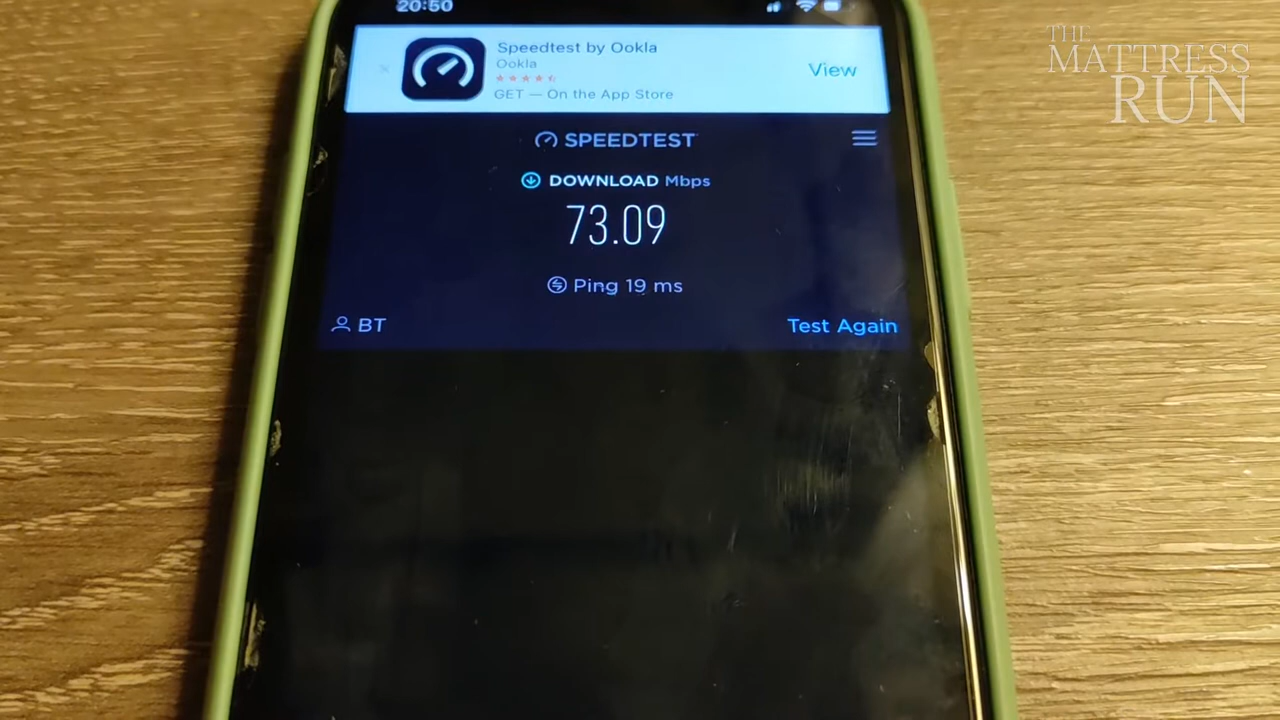 20:50
THE
MATTRESS
RUN
Speedtest by Ookla
Ookla
View
GET — On the App Store
SPEEDTEST
DOWNLOAD Mbps
73.09
Ping 19 ms
BT
Test Again